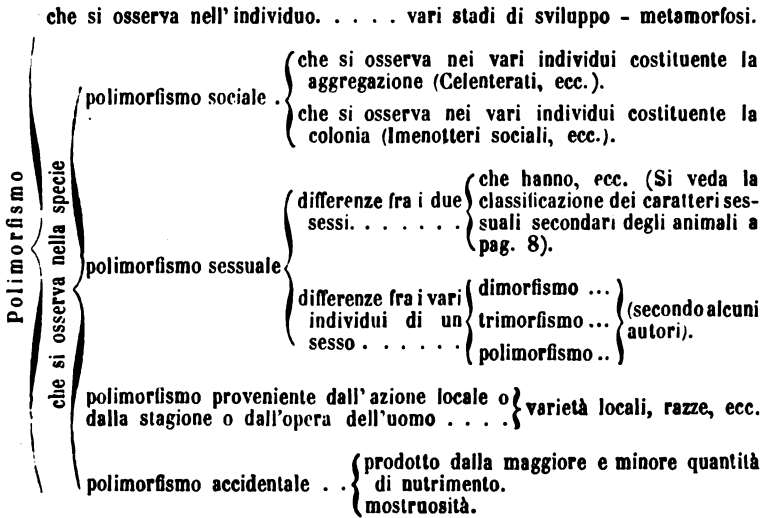 Polimorfismo
che si osserva nell'individuo. . . . . vari stadi di sviluppo – metamorfosi.
che si osserva nella specie
polimorfismo sociale .
che si osserva nei vari individui costituente la
aggregazione (Celenterati, ecc.).
che si osserva nei vari individui costituente la
colonia (Imenotteri sociali, ecc.).
polimorfismo sessuale
differenze fra i due
sessi. . . . . . .
che hanno, ecc. (Si veda la
classificazione dei caratteri ses-
suali secondari degli animali a
pag. 8).
differenze fra i vari
individui di un
sesso . . . . . .
dimorfismo ...
trimorfismo ...
polimorfismo ..
(secondo alcuni
autori).
polimorfismo proveniente dall'azione locale o
dalla stagione o dall'opera dell'uomo . . . .
varietà locali, razze, ecc.
polimorfismo accidentale . .
prodotto dalla maggiore e minore quantità
di nutrimento.
mostruosità.